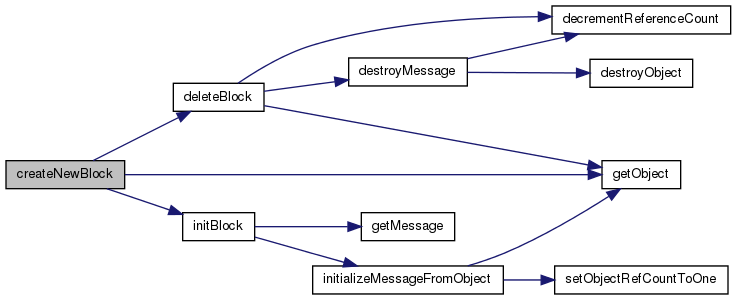 decrementReferenceCount
destroyMessage
destroyObject
deleteBlock
createNewBlock
getObject
initBlock
getMessage
initializeMessageFromObject
setObjectRefCountToOne